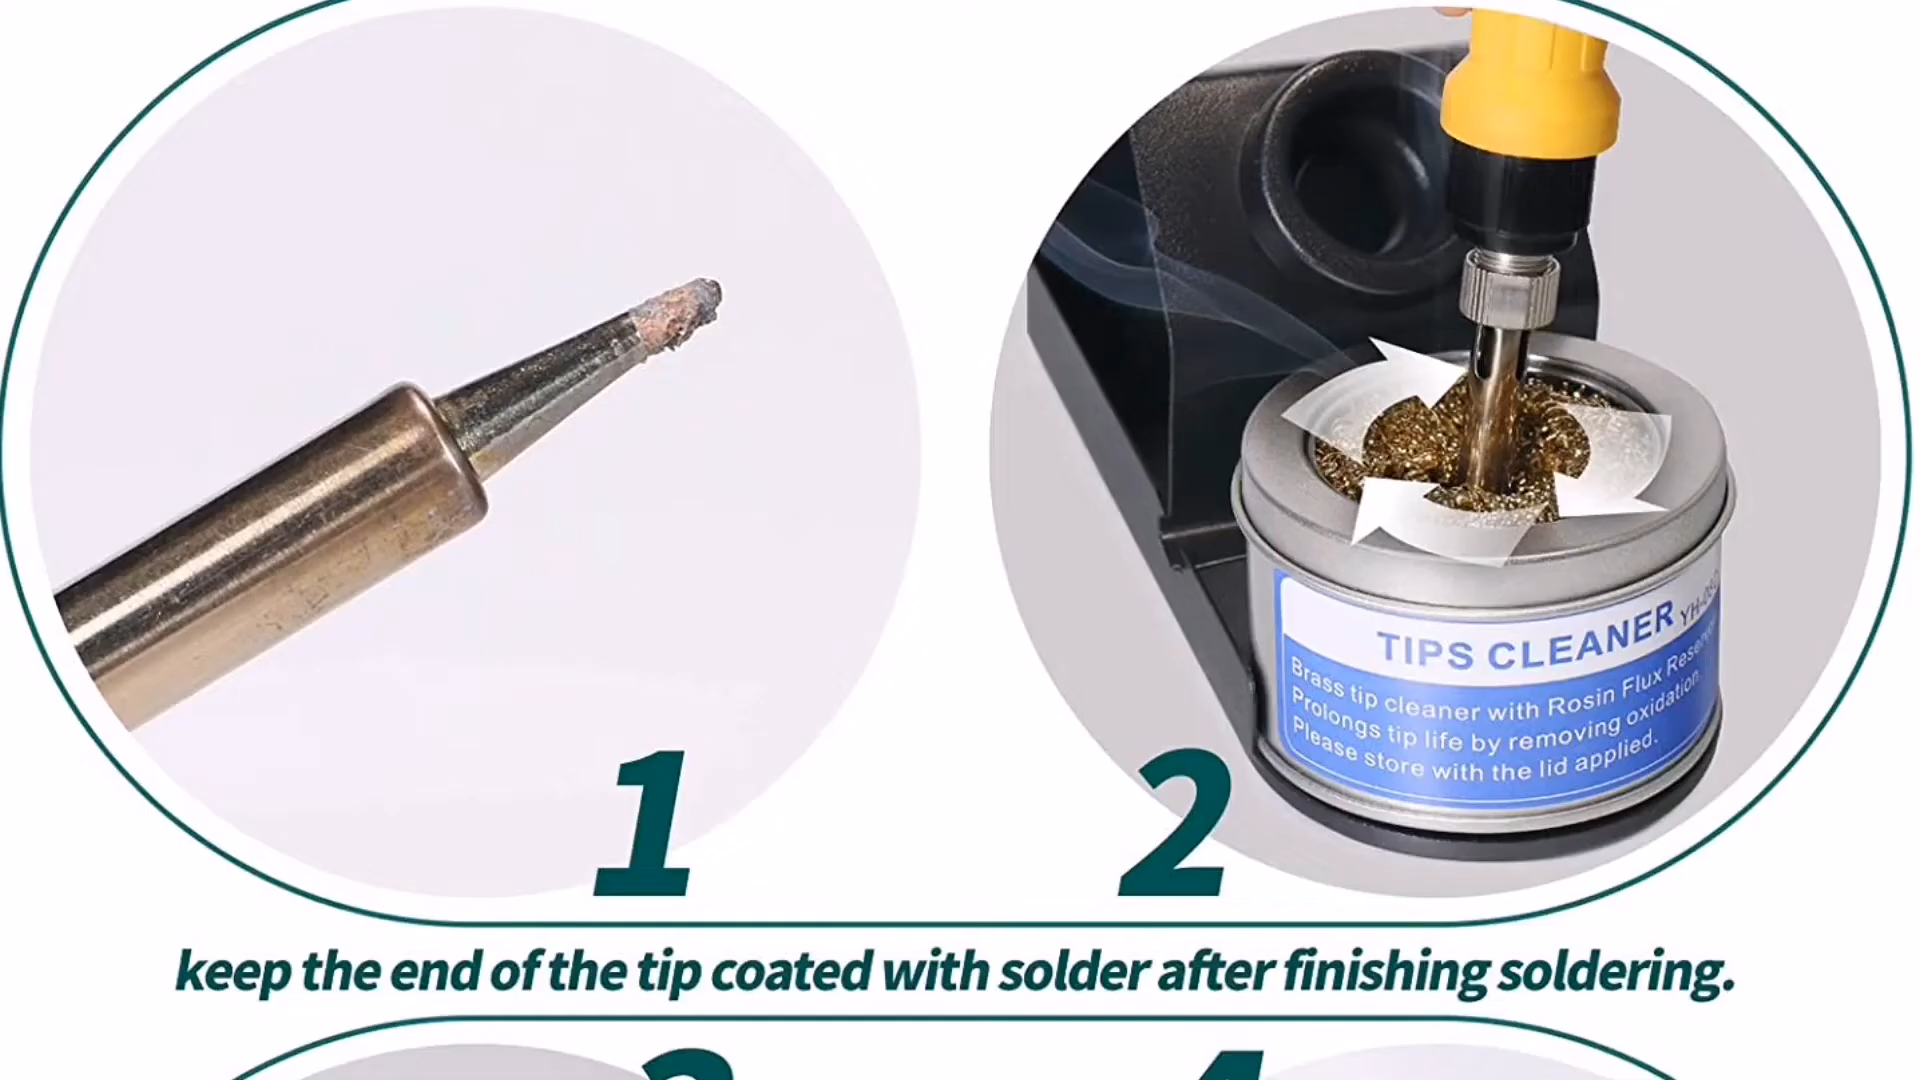 TIPS CLEANER
Brass tip cleaner with Rosin Flux
Prolongs tip life by removing oxidation.
Please store with the lid applied.
1
2
keep the end of the tip coated with solder after finishing soldering.